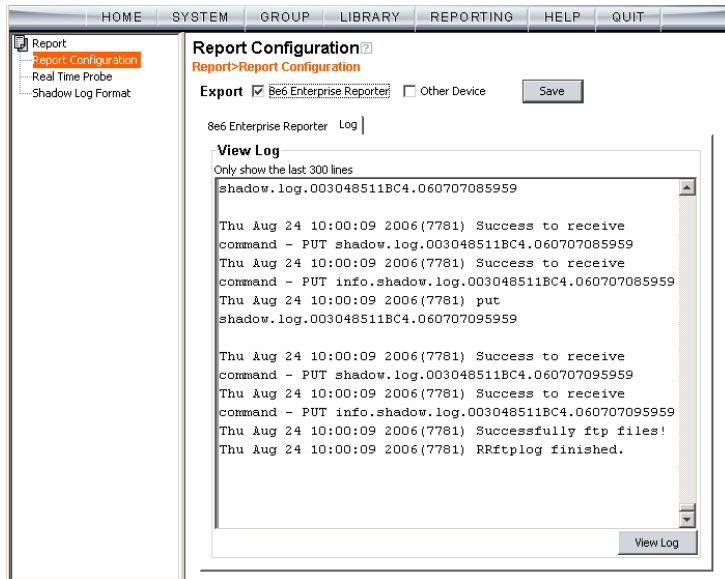 HOME SYSTEM GROUP LIBRARY REPORTING HELP QUIT
Report
Report Configuration
Real Time Probe
Shadow Log Format
Report Configuration ?
Report>Report Configuration
Export 8e6 Enterprise Reporter Other Device Save
8e6 Enterprise Reporter Log
View Log
Only show the last 300 lines
shadow.log.003048511BC4.060707085959
Thu Aug 24 10:00:09 2006(7781) Success to receive
command - PUT shadow.log.003048511BC4.060707085959
Thu Aug 24 10:00:09 2006(7781) Success to receive
command - PUT info.shadow.log.003048511BC4.060707085959
Thu Aug 24 10:00:09 2006(7781) put
shadow.log.003048511BC4.060707095959
Thu Aug 24 10:00:09 2006(7781) Success to receive
command - PUT shadow.log.003048511BC4.060707095959
Thu Aug 24 10:00:09 2006(7781) Success to receive
command - PUT info.shadow.log.003048511BC4.060707095959
Thu Aug 24 10:00:09 2006(7781) Successfully ftp files!
Thu Aug 24 10:00:09 2006(7781) RRftplog finished.
View Log